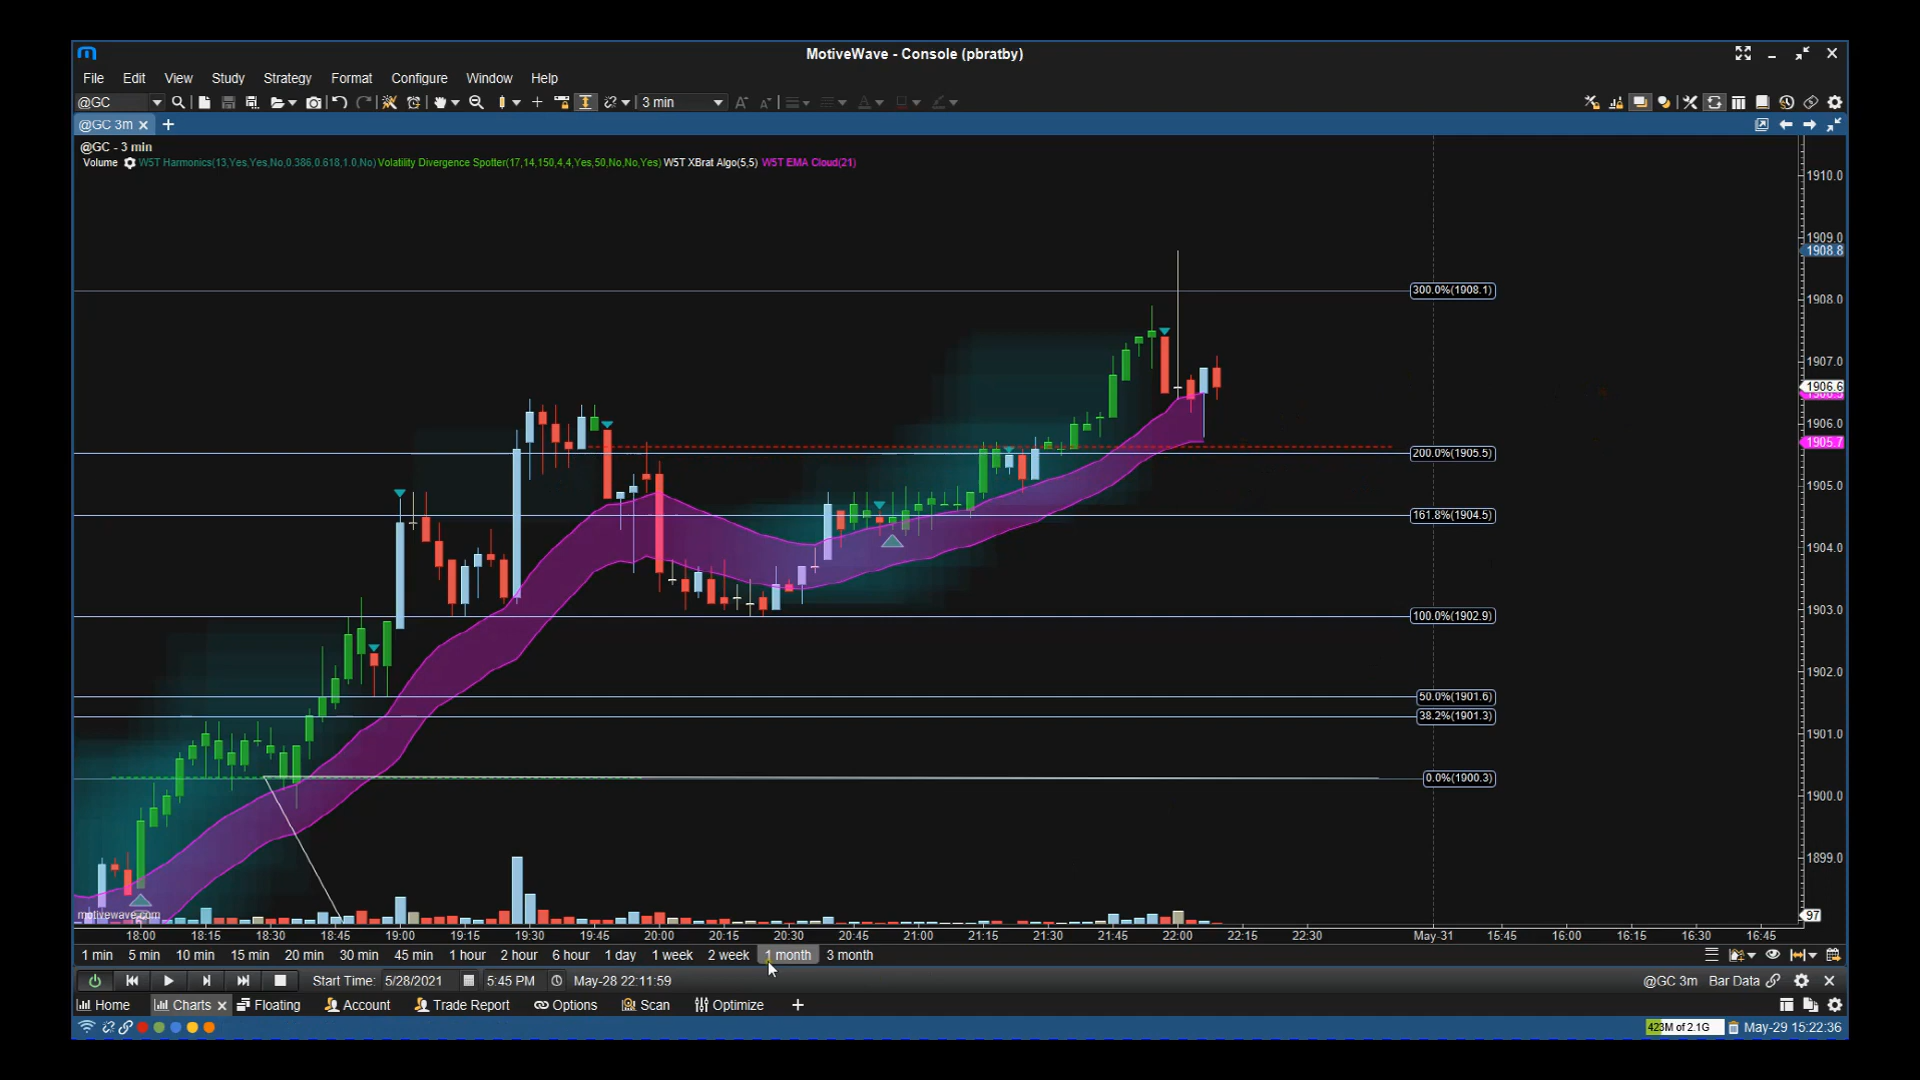 MotiveWave - Console (pbratby)
File Edit View Study Strategy Format Configure Window Help
@GC 3 min
@GC 3m
@GC - 3 min
Volume W5T Harmonics(13,Yes,Yes,No,0.386,0.618,1.0,No) Volatility Divergence Spotter(17,14,150,4.4,Yes,50,No,No,Yes) W5T XBrat Algo(5,5) W5T EMA Cloud(21)
1910.0
1909.0
1908.8
300.0%(1908.1)
1908.0
1907.0
1906.6
1906.0
1905.7
200.0%(1905.5)
1905.0
161.8%(1904.5)
1904.0
100.0%(1902.9)
1903.0
1902.0
50.0%(1901.6)
38.2%(1901.3)
1901.0
0.0%(1900.3)
1900.0
1899.0
motivewave.com
97
18:00 18:15 18:30 18:45 19:00 19:15 19:30 19:45 20:00 20:15 20:30 20:45 21:00 21:15 21:30 21:45 22:00 22:15 22:30 May-31 15:45 16:00 16:15 16:30 16:45
1 min 5 min 10 min 15 min 20 min 30 min 45 min 1 hour 2 hour 6 hour 1 day 1 week 2 week 1 month 3 month
Start Time: 5/28/2021 5:45 PM May-28 22:11:59 @GC 3m Bar Data
Home Charts Floating Account Trade Report Options Scan Optimize
423M of 2.1G May-29 15:22:36